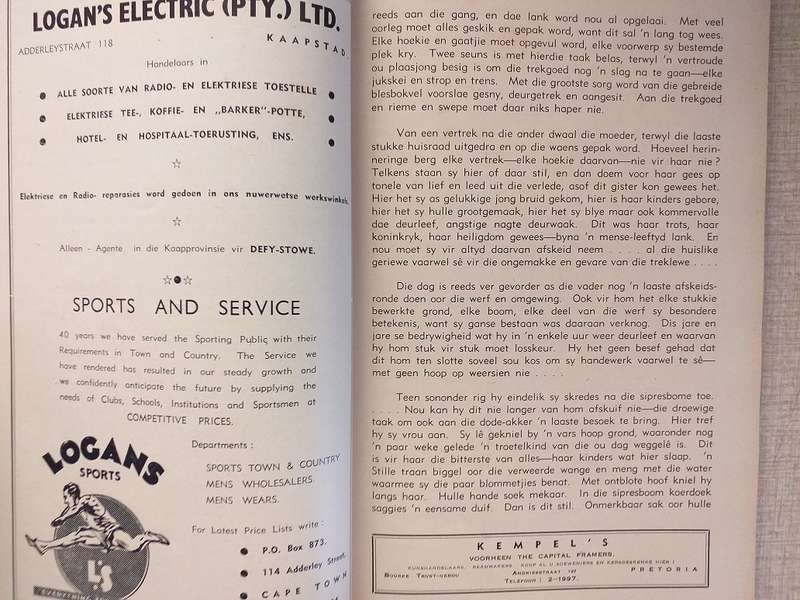 LOGAN'S ELECTRIC (PTY.) LTD.
ADDERLEYSTRAAT 118
KAAPSTAD.
Handelaars in
ALLE SOORTE VAN RADIO- EN ELEKTRIESE TOESTELLE
ELEKTRIESE TEE-, KOFFIE- EN „BARKER"-POTTE,
HOTEL- EN HOSPITAAL-TOERUSTING, ENS.
Elektriese en Radio- reparasies word gedoen in ons nuwerwetse werkswinkels.
Alleen - Agente in die Kaapprovinsie vir DEFY-STOWE.
SPORTS AND SERVICE
40 years we have served the Sporting Public with their
Requirements in Town and Country. The Service we
have rendered has resulted in our steady growth and
we confidently anticipate the future by supplying the
needs of Clubs, Schools, Institutions and Sportsmen at
COMPETITIVE PRICES.
LOGANS
SPORTS
L'S
EVERYTHING
Departments :
SPORTS TOWN & COUNTRY
MENS WHOLESALERS.
MENS WEARS.
For Latest Price Lists write :
P.O. Box 873.
114 Adderley Street,
CAPE TOWN
reeds aan die gang, en dae lank word nou al opgelaai. Met veel
oorleg moet alles geskik en gepak word, want dit sal 'n lang tog wees.
Elke hoekie en gaatjie moet opgevul word, elke voorwerp sy bestemde
plek kry. Twee seuns is met hierdie taak belas, terwyl 'n vertroude
ou plaasjong besig is om die trekgoed nog 'n slag na te gaan—elke
jukskei en strop en trens. Met die grootste sorg word van die gebreide
blesbokvel voorslae gesny, deurgetrek en aangesit. Aan die trekgoed
en rieme en swepe moet daar niks haper nie.
Van een vertrek na die ander dwaal die moeder, terwyl die laaste
stukke huisraad uitgedra en op die waens gepak word. Hoeveel herin-
neringe berg elke vertrek—elke hoekie daarvan—nie vir haar nie ?
Telkens staan sy hier of daar stil, en dan doem voor haar gees op
tonele van lief en leed uit die verlede, asof dit gister kon gewees het.
Hier het sy as gelukkige jong bruid gekom, hier is haar kinders gebore,
hier het sy hulle grootgemaak, hier het sy blye maar ook kommervolle
dae deurleef, angstige nagte deurwaak. Dit was haar trots, haar
koninkryk, haar heiligdom gewees—byna 'n mense-leeftyd lank. En
nou moet sy vir altyd daarvan afskeid neem . . . . . al die huislike
geriewe vaarwel sê vir die ongemakke en gevare van die treklewe . . . .
Die dag is reeds ver gevorder as die vader nog 'n laaste afskeids-
ronde doen oor die werf en omgewing. Ook vir hom het elke stukkie
bewerkte grond, elke boom, elke deel van die werf sy besondere
betekenis, want sy ganse bestaan was daaraan verknog. Dis jare en
jare se bedrywigheid wat hy in 'n enkele uur weer deurleef en waarvan
hy hom stuk vir stuk moet losskeur. Hy het geen besef gehad dat
dit hom ten slotte soveel sou kos om sy handewerk vaarwel te sê—
met geen hoop op weersien nie . . . .
Teen sononder rig hy eindelik sy skredes na die sipresbome toe.
. . . . Nou kan hy dit nie langer van hom afskuif nie—die droewige
taak om ook aan die dode-akker 'n laaste besoek te bring. Hier tref
hy sy vrou aan. Sy lê gekniel by 'n vars hoop grond, waaronder nog
'n paar weke gelede 'n troetelkind van die ou dag weggelê is. Dit
is vir haar die bitterste van alles—haar kinders wat hier slaap. 'n
Stille traan biggel oor die verweerde wange en meng met die water
waarmee sy die paar blommetjies benat. Met ontblote hoof kniel hy
langs haar. Hulle hande soek mekaar. In die sipresboom koerdoek
saggies 'n eensame duif. Dan is dit stil. Onmerkbaar sak oor hulle
KEMPEL'S
VOORHEEN THE CAPITAL FRAMERS.
KUNSHANDELAARS, RAAMMAKERS. KOOP AL U SOEWENIERS EN KERSGESKENKE HIER !
BOURKE TRUST-GEBOU
ANDRIESSTRAAT 197
PRETORIA
TELEFOON : 2-1997.